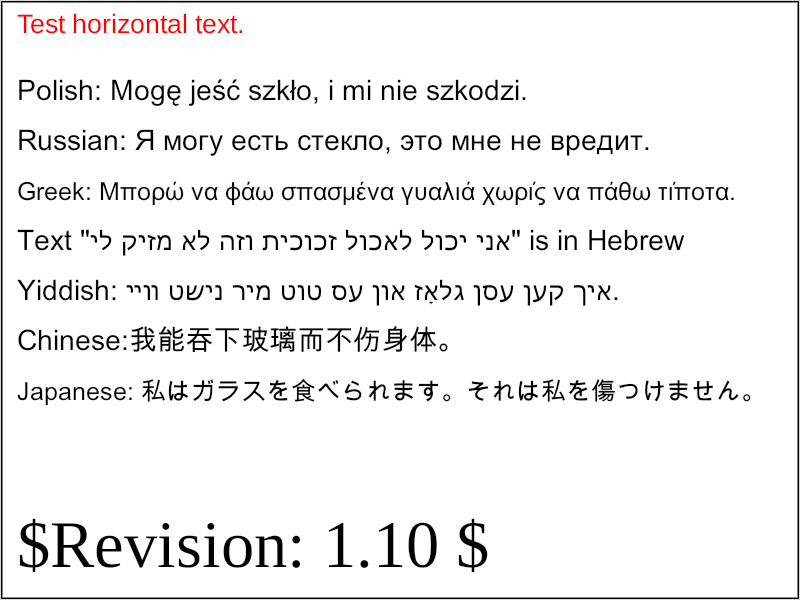 Test horizontal text.
Polish: Mogę jeść szkło, i mi nie szkodzi.
Russian: Я могу есть стекло, это мне не вредит.
Greek: Μπορώ να φάω σπασμένα γυαλιά χωρίς να πάθω τίποτα.
Text "אני יכול לאכול זכוכית וזה לא מזיק לי" is in Hebrew
Yiddish: איך קען עסן גלאָז און עס טוט מיר נישט װײ.
Chinese:我能吞下玻璃而不伤身体。
Japanese: 私はガラスを食べられます。それは私を傷つけません。
$Revision: 1.10 $